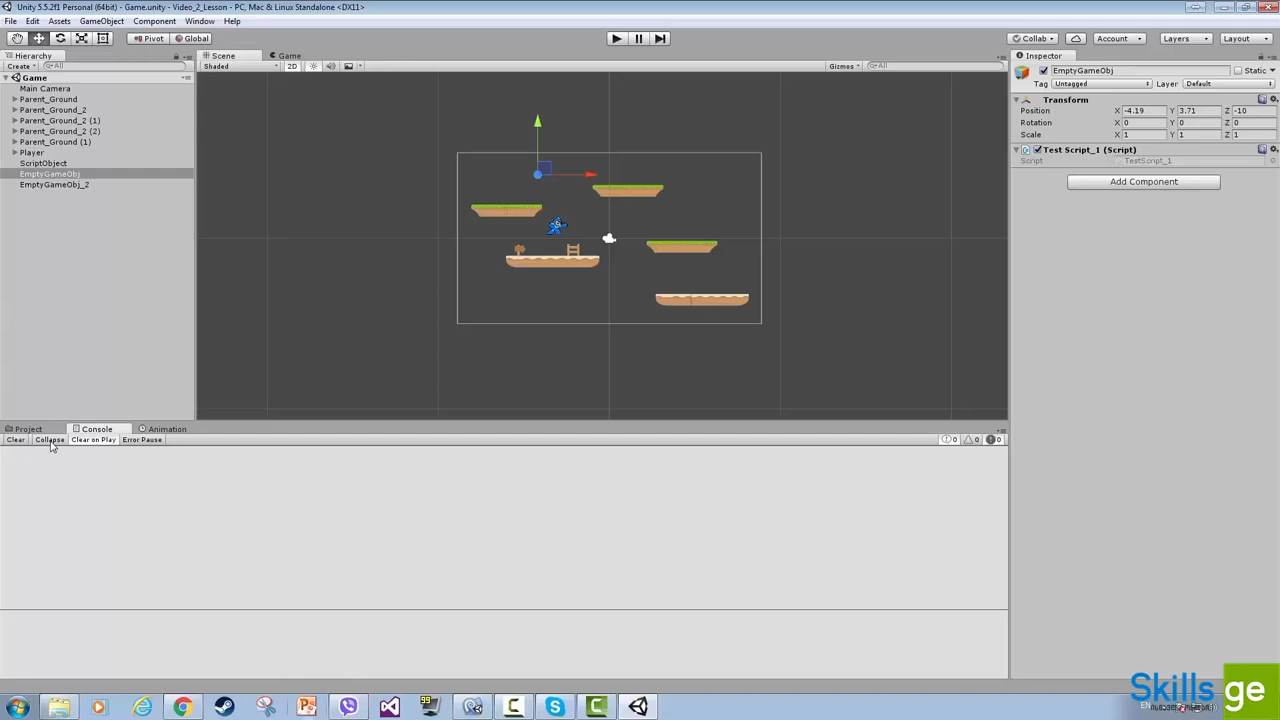 Unity 5.5.2f1 Personal (64bit) - Game.unity - Video_2_Lesson - PC, Mac & Linux Standalone <DX11>
File Edit Assets GameObject Component Window Help
Pivot Global Collab Account Layers Layout
Hierarchy Scene Game Inspector
Create All Shaded 2D Gizmos All
EmptyGameObj Static
Tag Untagged Layer Default
Game
Main Camera
Parent_Ground
Parent_Ground_2
Parent_Ground_2 (1)
Parent_Ground_2 (2)
Parent_Ground (1)
Player
ScriptObject
EmptyGameObj
EmptyGameObj_2
Transform
Position X -4.19 Y 3.71 Z -10
Rotation X 0 Y 0 Z 0
Scale X 1 Y 1 Z 1
Test Script_1 (Script)
Script TestScript_1
Add Component
Project Console Animation
Clear Collapse Clear on Play Error Pause 0 0 0
99
Skills ge